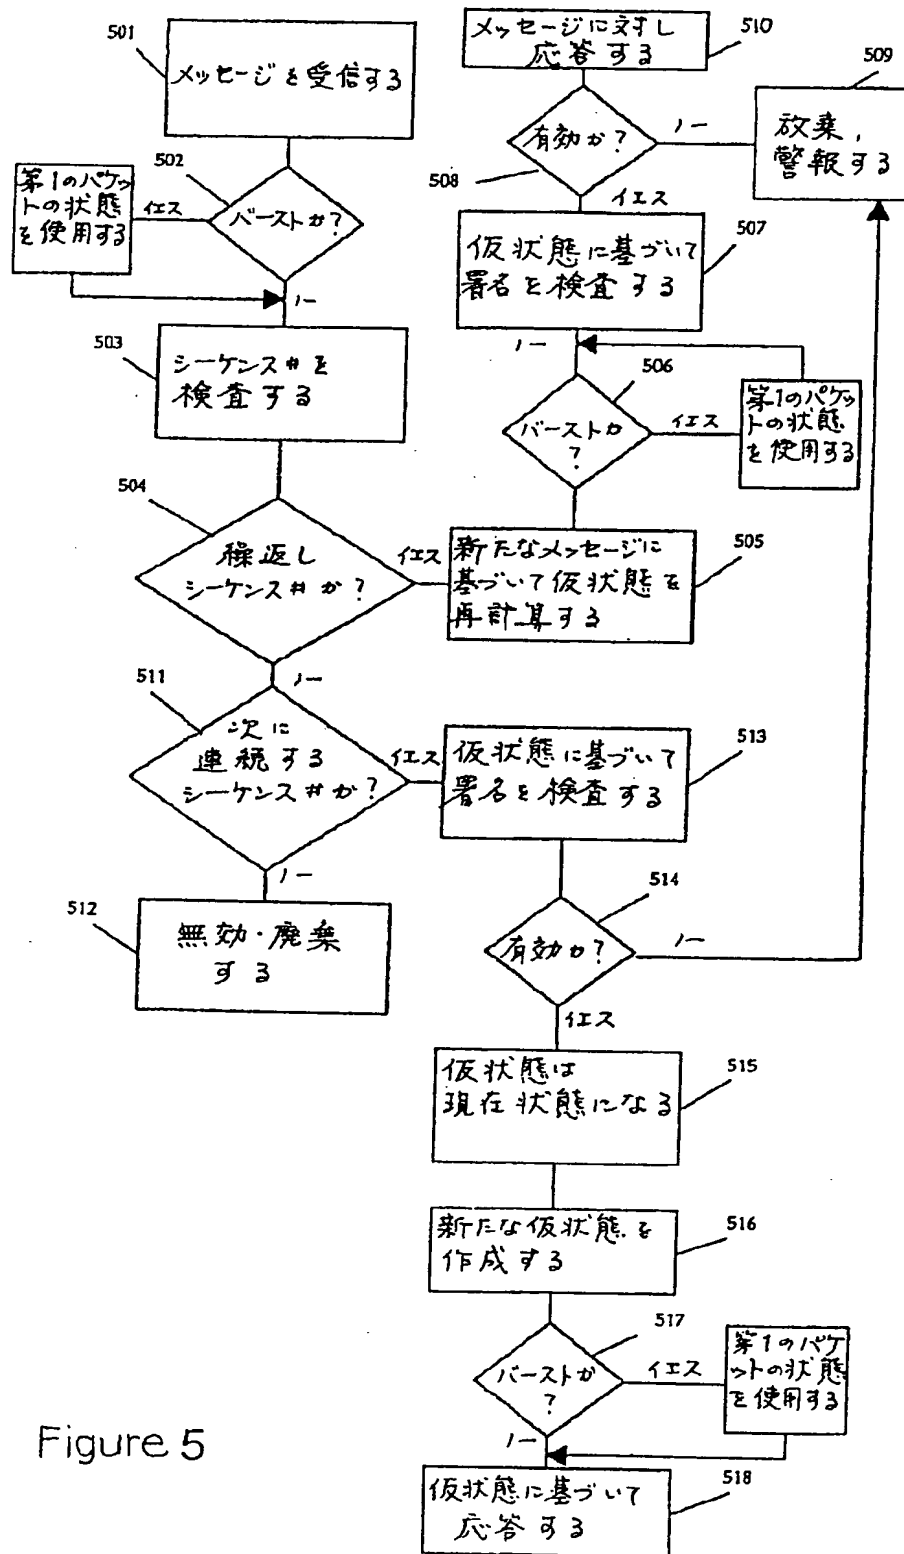 501
メッセージを受信する
502
バーストか?
イエス
第1のパケッ
トの状態
を使用する
ノー
503
シーケンス#を
検査する
504
繰返し
シーケンス#か?
イエス
ノー
511
次に
連続する
シーケンス#か?
イエス
ノー
512
無効・廃棄
する
メッセージに対し
応答する
510
509
放棄,
警報する
有効か?
ノー
508
イエス
仮状態に基づいて
署名を検査する
507
ノー
506
バーストか
?
イエス
第1のパケッ
トの状態
を使用する
新たなメッセージに
基づいて仮状態を
再計算する
505
仮状態に基づいて
署名を検査する
513
514
有効か?
ノー
イエス
仮状態は
現在状態になる
515
新たな仮状態を
作成する
516
517
バーストか
?
イエス
第1のパケ
ットの状態
を使用する
ノー
仮状態に基づいて
応答する
518
Figure 5